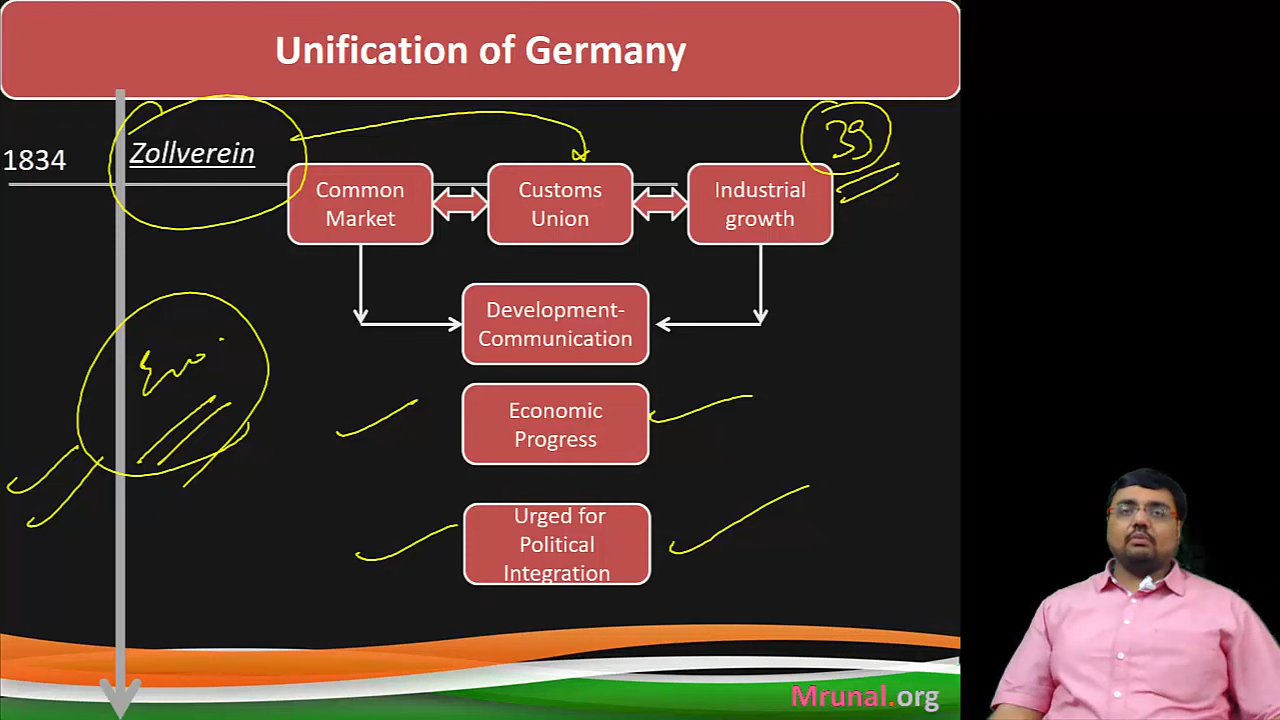 Unification of Germany
1834
Zollverein
39
Common
Market
Customs
Union
Industrial
growth
Development-
Communication
Economic
Progress
Urged for
Political
Integration
Mrunal.org